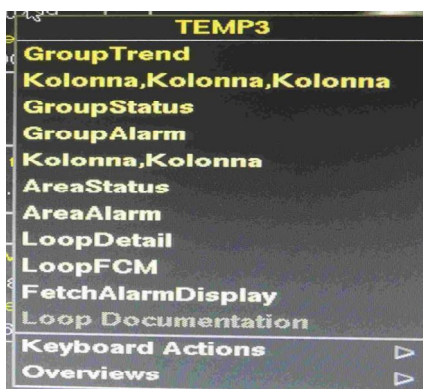 TEMP3
GroupTrend
Kolonna,Kolonna,Kolonna
GroupStatus
GroupAlarm
Kolonna,Kolonna
AreaStatus
AreaAlarm
LoopDetail
LoopFCM
FetchAlarmDisplay
Loop Documentation
Keyboard Actions
Overviews